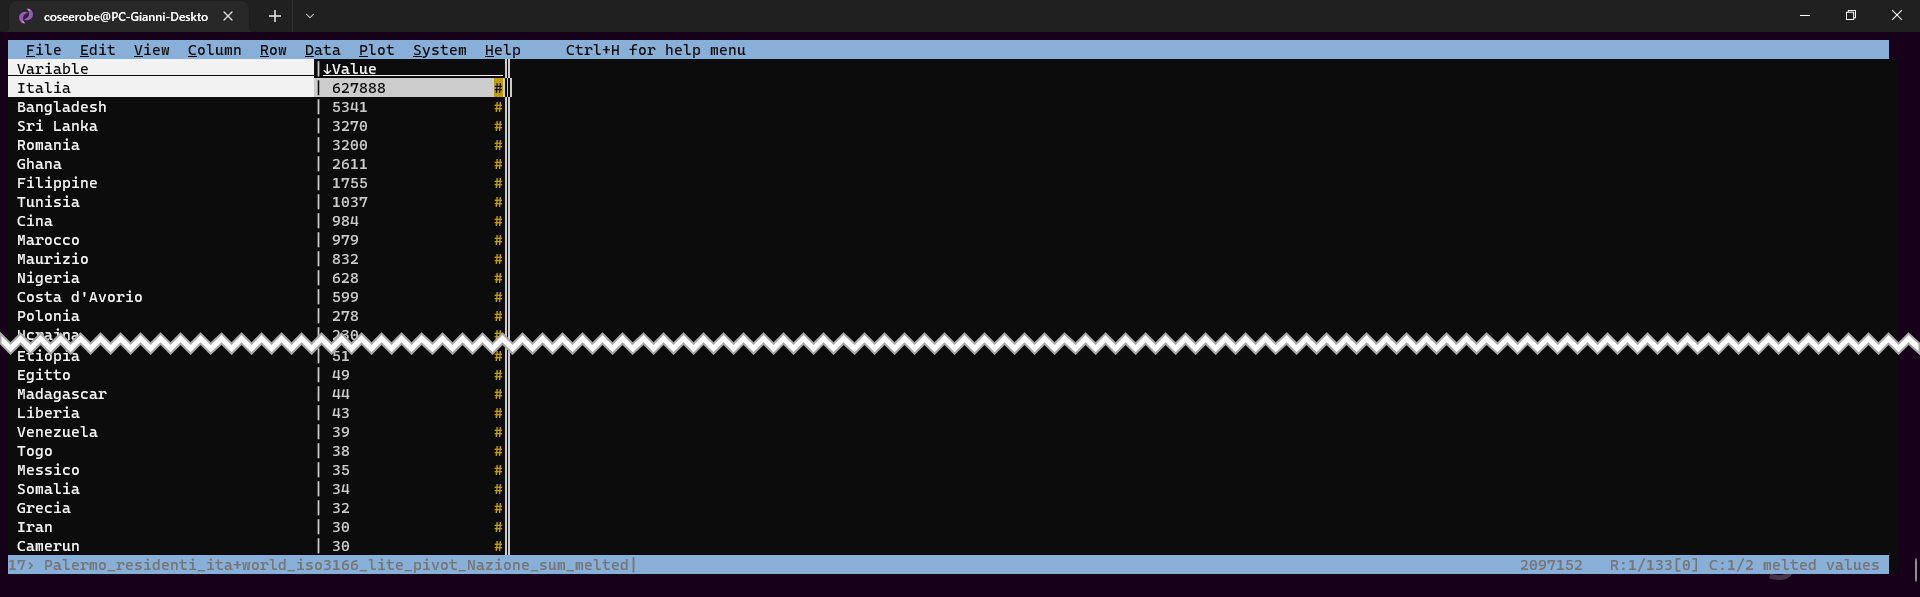 coseerobe@PC-Gianni-Deskto
File Edit View Column Row Data Plot System Help Ctrl+H for help menu
Variable |↓Value
Italia | 627888 #
Bangladesh | 5341 #
Sri Lanka | 3270 #
Romania | 3200 #
Ghana | 2611 #
Filippine | 1755 #
Tunisia | 1037 #
Cina | 984 #
Marocco | 979 #
Maurizio | 832 #
Nigeria | 628 #
Costa d'Avorio | 599 #
Polonia | 278 #
| 230 #
Etiopia | 51 #
Egitto | 49 #
Madagascar | 44 #
Liberia | 43 #
Venezuela | 39 #
Togo | 38 #
Messico | 35 #
Somalia | 34 #
Grecia | 32 #
Iran | 30 #
Camerun | 30 #
17› Palermo_residenti_ita+world_iso3166_lite_pivot_Nazione_sum_melted| 2097152 R:1/133[0] C:1/2 melted values